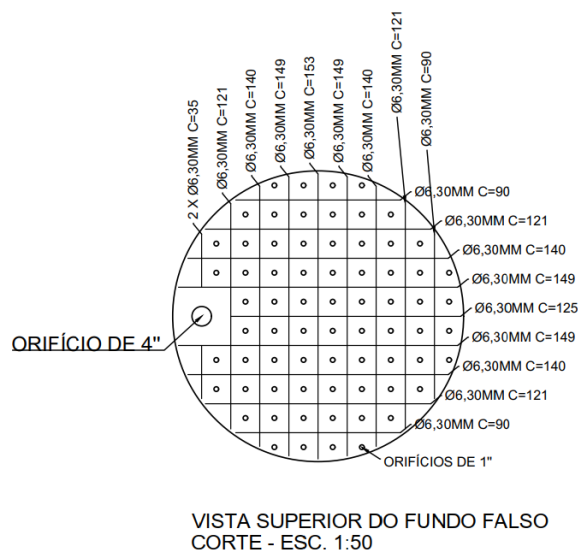 2 X Ø6,30MM C=35
Ø6,30MM C=121
Ø6,30MM C=140
Ø6,30MM C=149
Ø6,30MM C=153
Ø6,30MM C=149
Ø6,30MM C=140
Ø6,30MM C=121
Ø6,30MM C=90
Ø6,30MM C=90
Ø6,30MM C=121
Ø6,30MM C=140
Ø6,30MM C=149
Ø6,30MM C=125
Ø6,30MM C=149
Ø6,30MM C=140
Ø6,30MM C=121
Ø6,30MM C=90
ORIFÍCIO DE 4"
ORIFÍCIOS DE 1"
VISTA SUPERIOR DO FUNDO FALSO
CORTE - ESC. 1:50